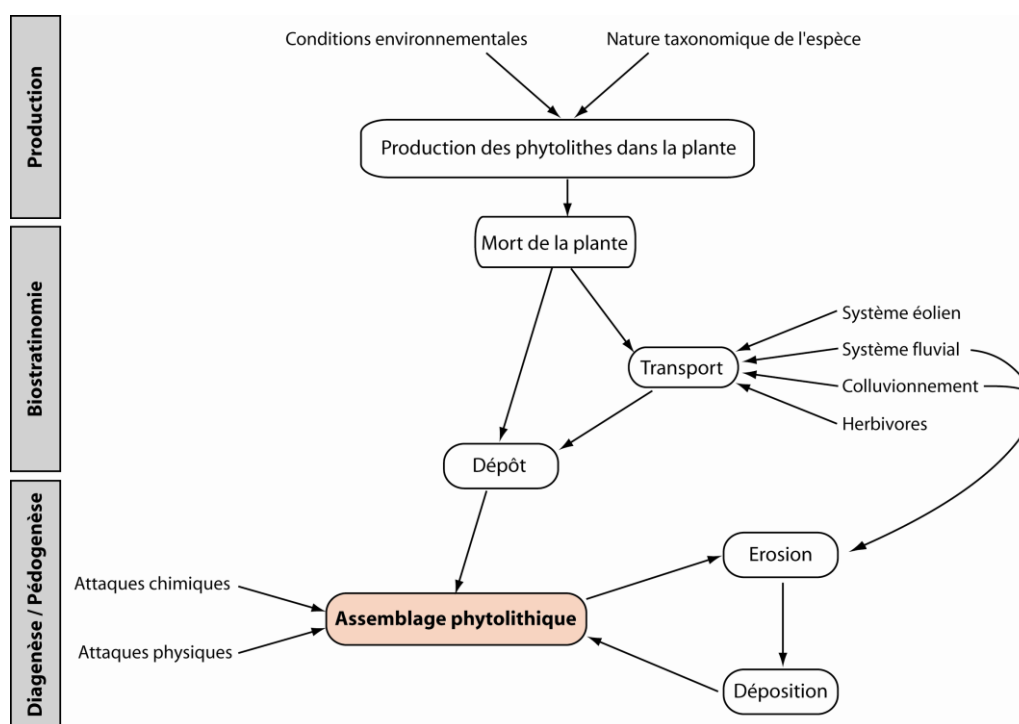 Conditions environnementales
Nature taxonomique de l'espèce
Production
Production des phytolithes dans la plante
Mort de la plante
Biostratinomie
Système éolien
Système fluvial
Transport
Colluvionnement
Herbivores
Dépôt
Diagenèse / Pédogenèse
Erosion
Attaques chimiques
Assemblage phytolithique
Attaques physiques
Déposition